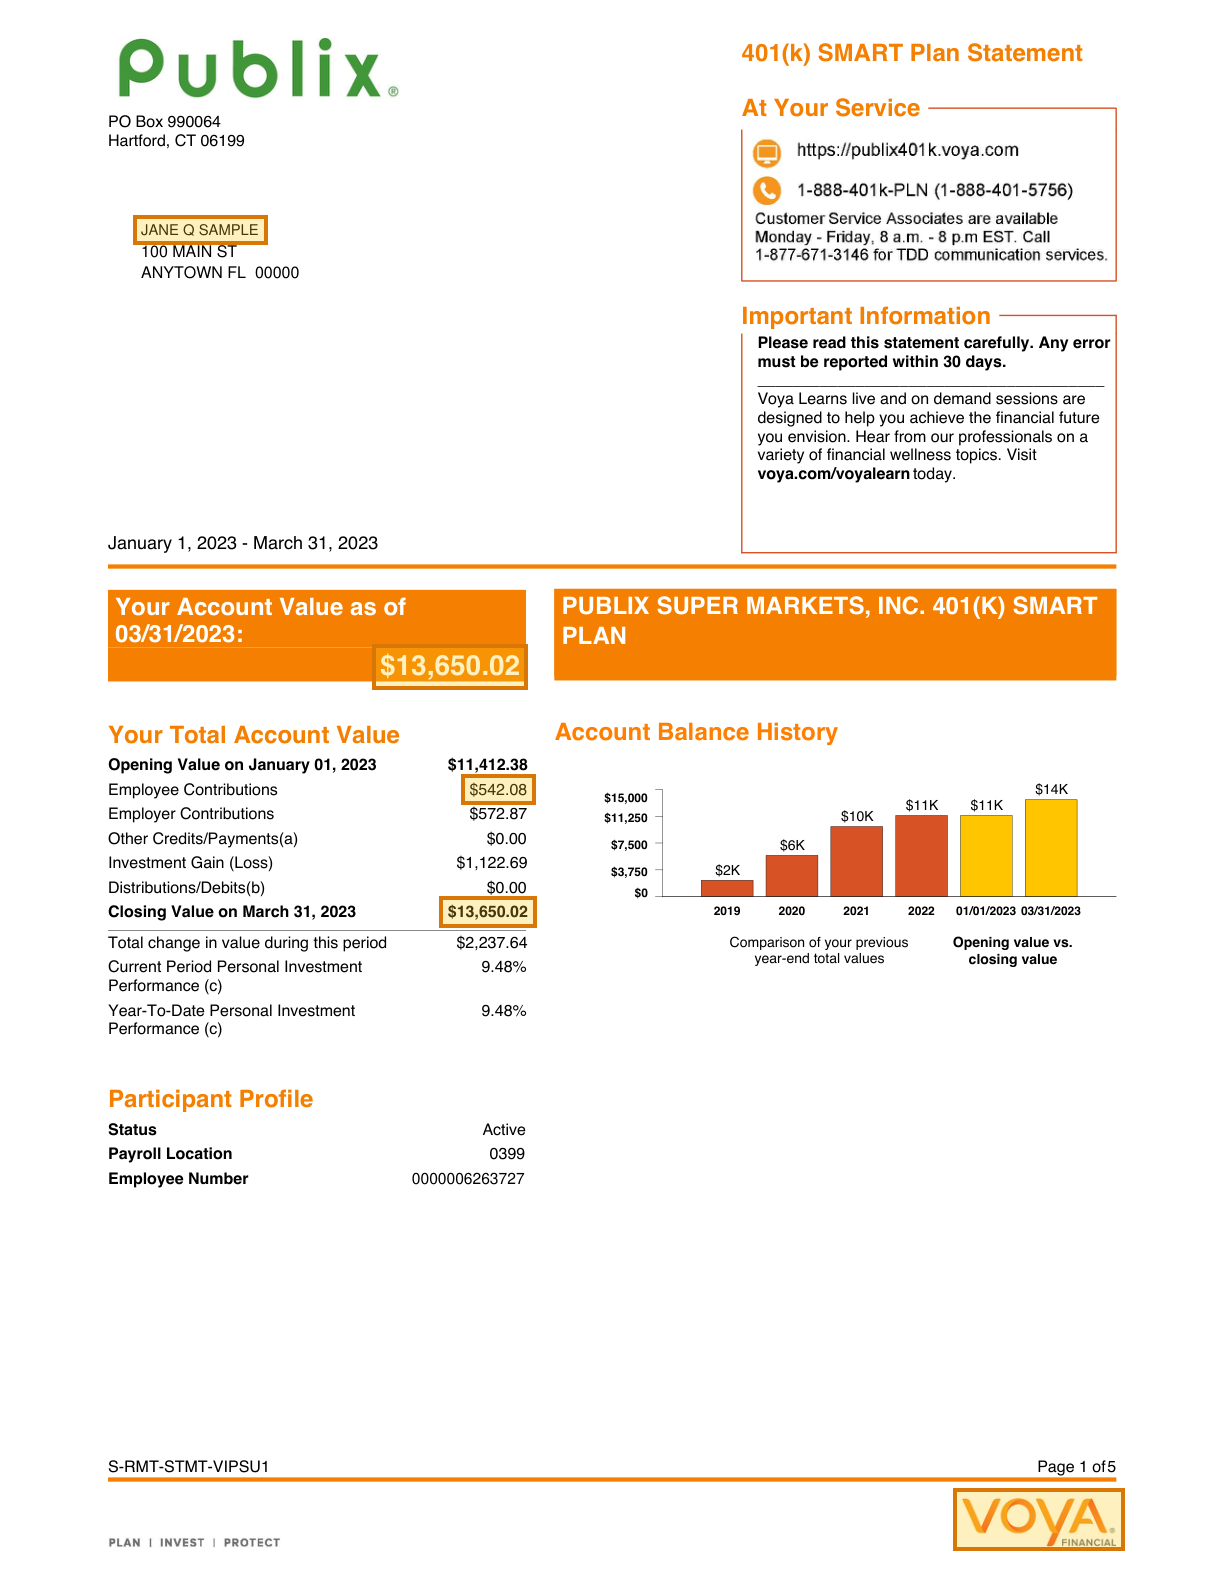 Publix®
PO Box 990064
Hartford, CT 06199
JANE Q SAMPLE
100 MAIN ST
ANYTOWN FL 00000
January 1, 2023 - March 31, 2023
401(k) SMART Plan Statement
At Your Service
https://publix401k.voya.com
1-888-401k-PLN (1-888-401-5756)
Customer Service Associates are available
Monday - Friday, 8 a.m. - 8 p.m EST. Call
1-877-671-3146 for TDD communication services.
Important Information
Please read this statement carefully. Any error
must be reported within 30 days.
Voya Learns live and on demand sessions are
designed to help you achieve the financial future
you envision. Hear from our professionals on a
variety of financial wellness topics. Visit
voya.com/voyalearn today.
Your Account Value as of
03/31/2023:
$13,650.02
PUBLIX SUPER MARKETS, INC. 401(K) SMART
PLAN
Your Total Account Value
Opening Value on January 01, 2023 $11,412.38
Employee Contributions $542.08
Employer Contributions $572.87
Other Credits/Payments(a) $0.00
Investment Gain (Loss) $1,122.69
Distributions/Debits(b) $0.00
Closing Value on March 31, 2023 $13,650.02
Total change in value during this period $2,237.64
Current Period Personal Investment 9.48%
Performance (c)
Year-To-Date Personal Investment 9.48%
Performance (c)
Account Balance History
$15,000
$11,250
$7,500
$3,750
$0
$2K $6K $10K $11K $11K $14K
2019 2020 2021 2022 01/01/2023 03/31/2023
Comparison of your previous
year-end total values
Opening value vs.
closing value
Participant Profile
Status Active
Payroll Location 0399
Employee Number 0000006263727
S-RMT-STMT-VIPSU1 Page 1 of 5
PLAN | INVEST | PROTECT
VOYA®
FINANCIAL